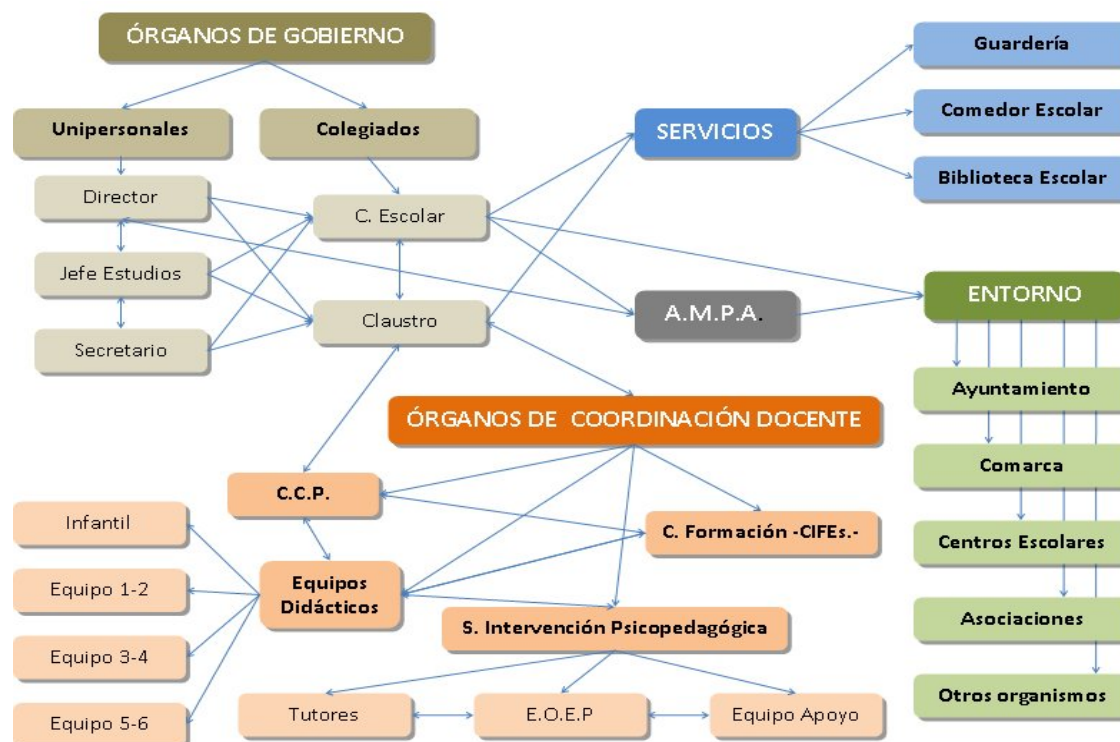 ÓRGANOS DE GOBIERNO
Unipersonales
Colegiados
Director
Jefe Estudios
Secretario
C. Escolar
Claustro
SERVICIOS
Guardería
Comedor Escolar
Biblioteca Escolar
A.M.P.A.
ENTORNO
Ayuntamiento
Comarca
Centros Escolares
Asociaciones
Otros organismos
ÓRGANOS DE COORDINACIÓN DOCENTE
C.C.P.
C. Formación -CIFEs.-
Equipos
Didácticos
Infantil
Equipo 1-2
Equipo 3-4
Equipo 5-6
S. Intervención Psicopedagógica
Tutores
E.O.E.P
Equipo Apoyo